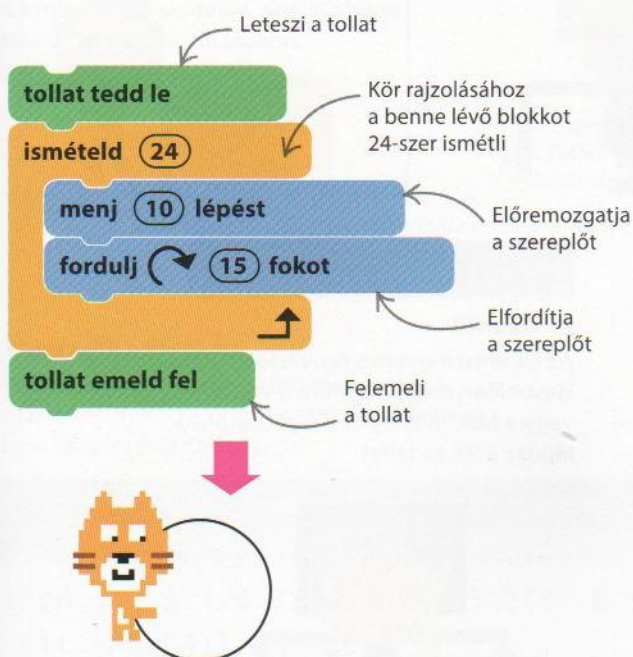 Leteszi a tollat
tollat tedd le
Kör rajzolásához
a benne lévő blokkot
24-szer ismétli
ismételd 24
menj 10 lépést
Előremozgatja
a szereplőt
fordulj 15 fokot
Elfordítja
a szereplőt
tollat emeld fel
Felemeli
a tollat